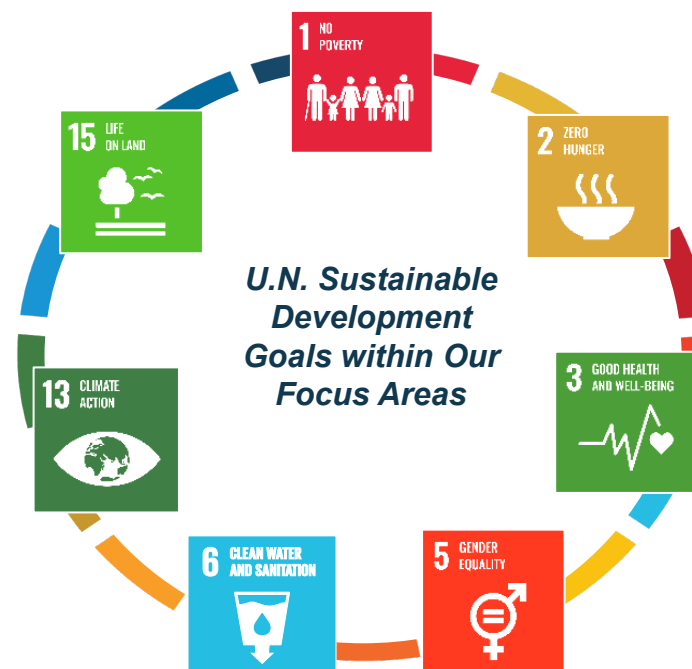 1 NO
POVERTY
2 ZERO
HUNGER
3 GOOD HEALTH
AND WELL-BEING
5 GENDER
EQUALITY
6 CLEAN WATER
AND SANITATION
13 CLIMATE
ACTION
15 LIFE
ON LAND
U.N. Sustainable
Development
Goals within Our
Focus Areas